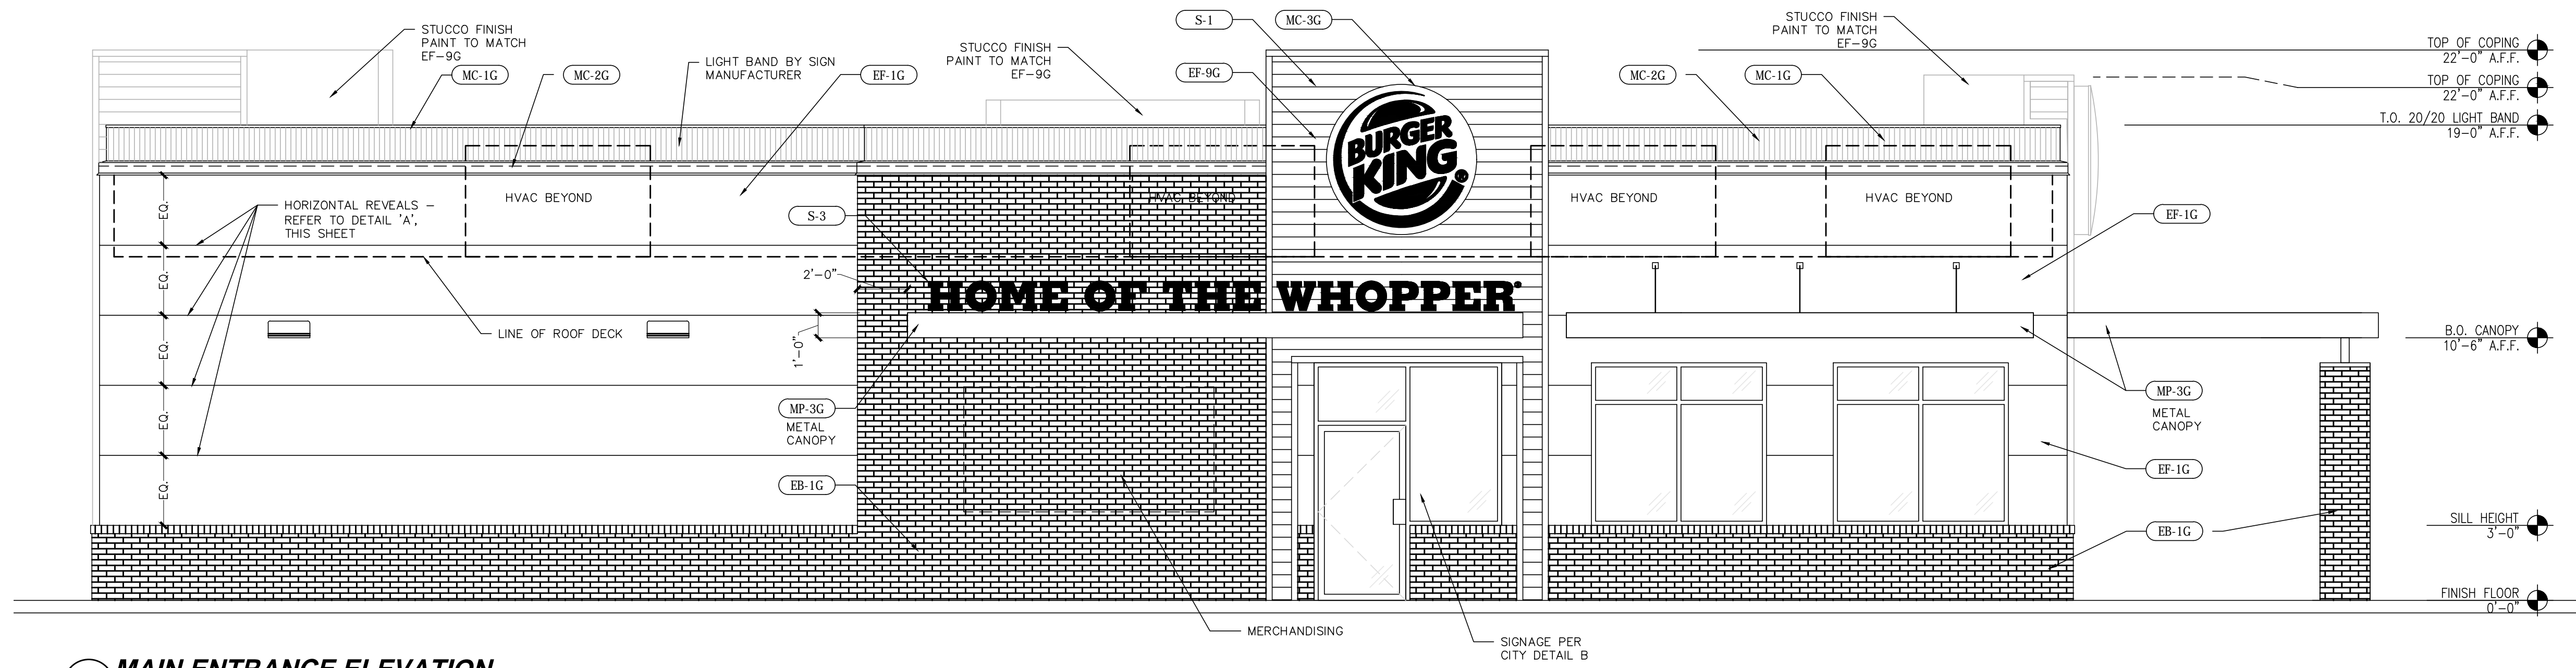 STUCCO FINISH
PAINT TO MATCH
EF-9G
MC-1G
MC-2G
LIGHT BAND BY SIGN
MANUFACTURER
EF-1G
STUCCO FINISH
PAINT TO MATCH
EF-9G
S-1
MC-3G
EF-9G
MC-2G
MC-1G
STUCCO FINISH
PAINT TO MATCH
EF-9G
TOP OF COPING
22'-0" A.F.F.
TOP OF COPING
22'-0" A.F.F.
T.O. 20/20 LIGHT BAND
19-0" A.F.F.
BURGER
KING®
HVAC BEYOND
HVAC BEYOND
HVAC BEYOND
HVAC BEYOND
EQ.
EQ.
EQ.
EQ.
EQ.
HORIZONTAL REVEALS -
REFER TO DETAIL 'A',
THIS SHEET
S-3
EF-1G
2'-0"
HOME OF THE WHOPPER®
LINE OF ROOF DECK
1'-0"
B.O. CANOPY
10'-6" A.F.F.
MP-3G
METAL
CANOPY
MP-3G
METAL
CANOPY
EF-1G
EB-1G
EB-1G
SILL HEIGHT
3'-0"
FINISH FLOOR
0'-0"
MERCHANDISING
SIGNAGE PER
CITY DETAIL B
MAIN ENTRANCE ELEVATION